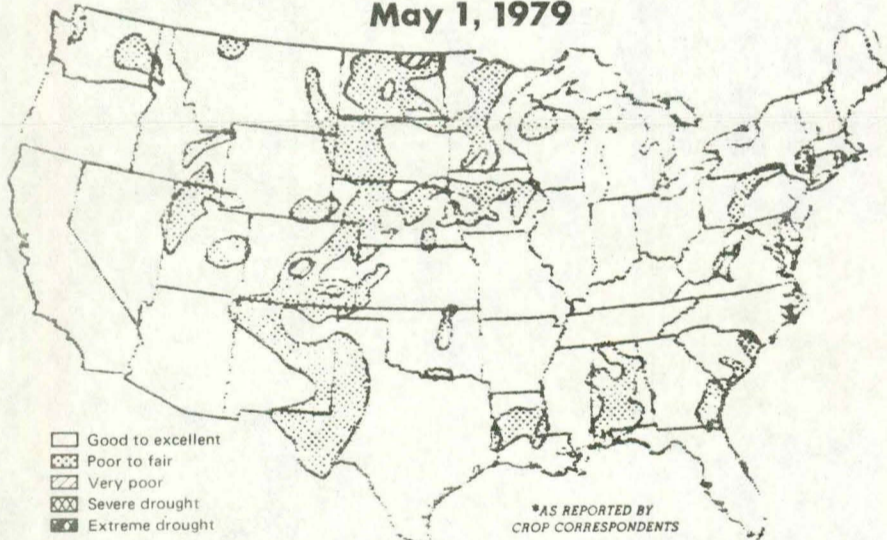 May 1, 1979
Good to excellent
Poor to fair
Very poor
Severe drought
Extreme drought
*AS REPORTED BY
CROP CORRESPONDENTS